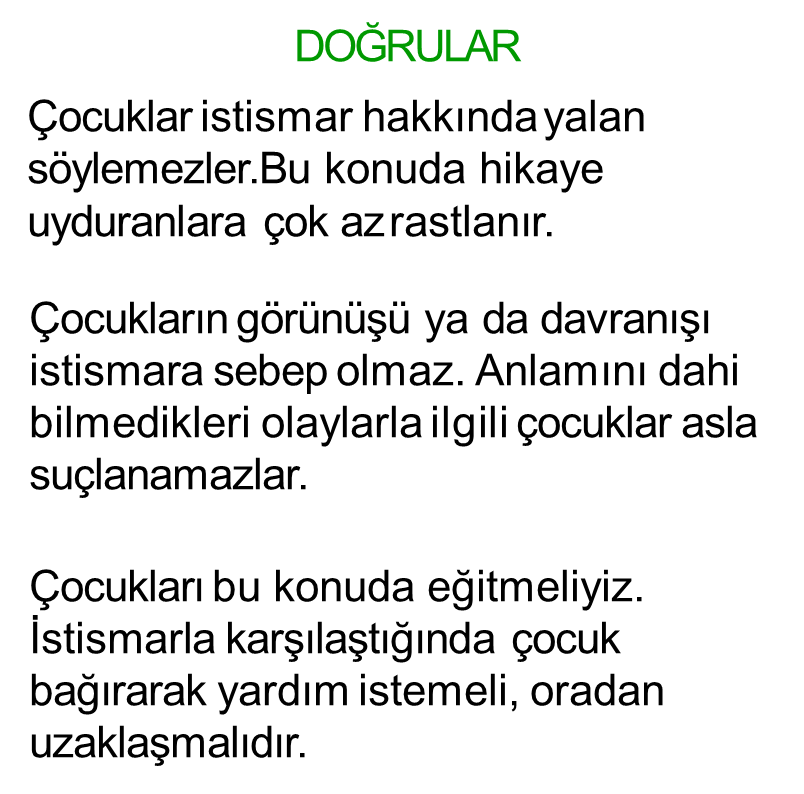 DOĞRULAR
Çocuklar istismar hakkında yalan
söylemezler.Bu konuda hikaye
uyduranlara çok az rastlanır.
Çocukların görünüşü ya da davranışı
istismara sebep olmaz. Anlamını dahi
bilmedikleri olaylarla ilgili çocuklar asla
suçlanamazlar.
Çocukları bu konuda eğitmeliyiz.
İstismarla karşılaştığında çocuk
bağırarak yardım istemeli, oradan
uzaklaşmalıdır.